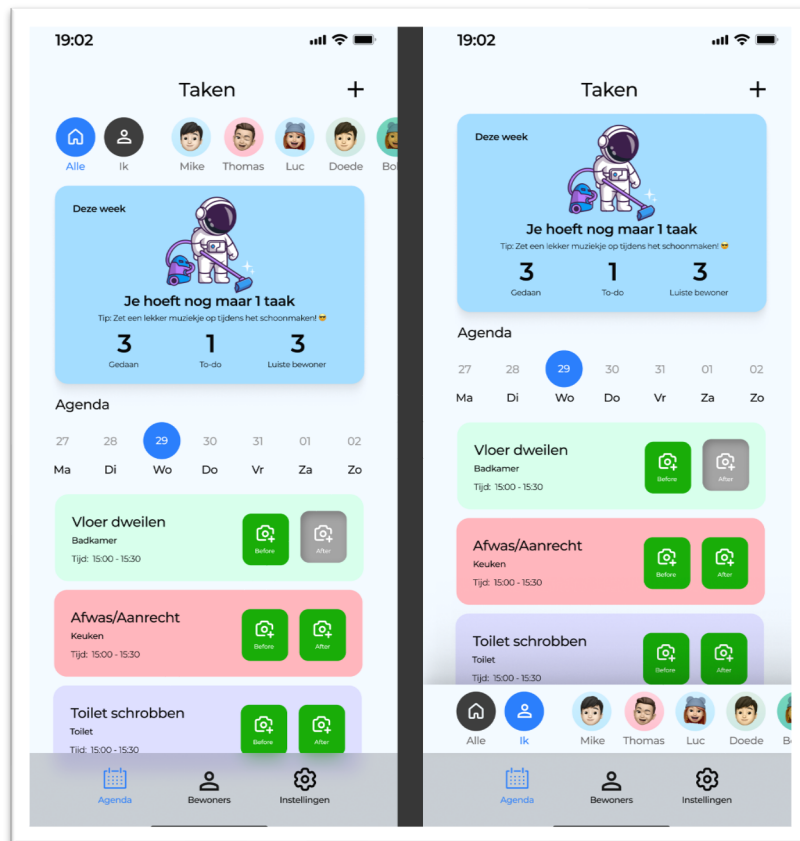 19:02
Taken
Alle Ik Mike Thomas Luc Doede
Deze week
Je hoeft nog maar 1 taak
Tip: Zet een lekker muziekje op tijdens het schoonmaken! 😎
3 1 3
Gedaan To-do Luiste bewoner
Agenda
27 28 29 30 31 01 02
Ma Di Wo Do Vr Za Zo
Vloer dweilen
Badkamer
Tijd: 15:00 - 15:30
Before After
Afwas/Aanrecht
Keuken
Tijd: 15:00 - 15:30
Before After
Toilet schrobben
Toilet
Tijd: 15:00 - 15:30
Before After
Agenda Bewoners Instellingen
19:02
Taken
Deze week
Je hoeft nog maar 1 taak
Tip: Zet een lekker muziekje op tijdens het schoonmaken! 😎
3 1 3
Gedaan To-do Luiste bewoner
Agenda
27 28 29 30 31 01 02
Ma Di Wo Do Vr Za Zo
Vloer dweilen
Badkamer
Tijd: 15:00 - 15:30
Before After
Afwas/Aanrecht
Keuken
Tijd: 15:00 - 15:30
Before After
Toilet schrobben
Toilet
Tijd: 15:00 - 15:30
Before After
Alle Ik Mike Thomas Luc Doede
Agenda Bewoners Instellingen